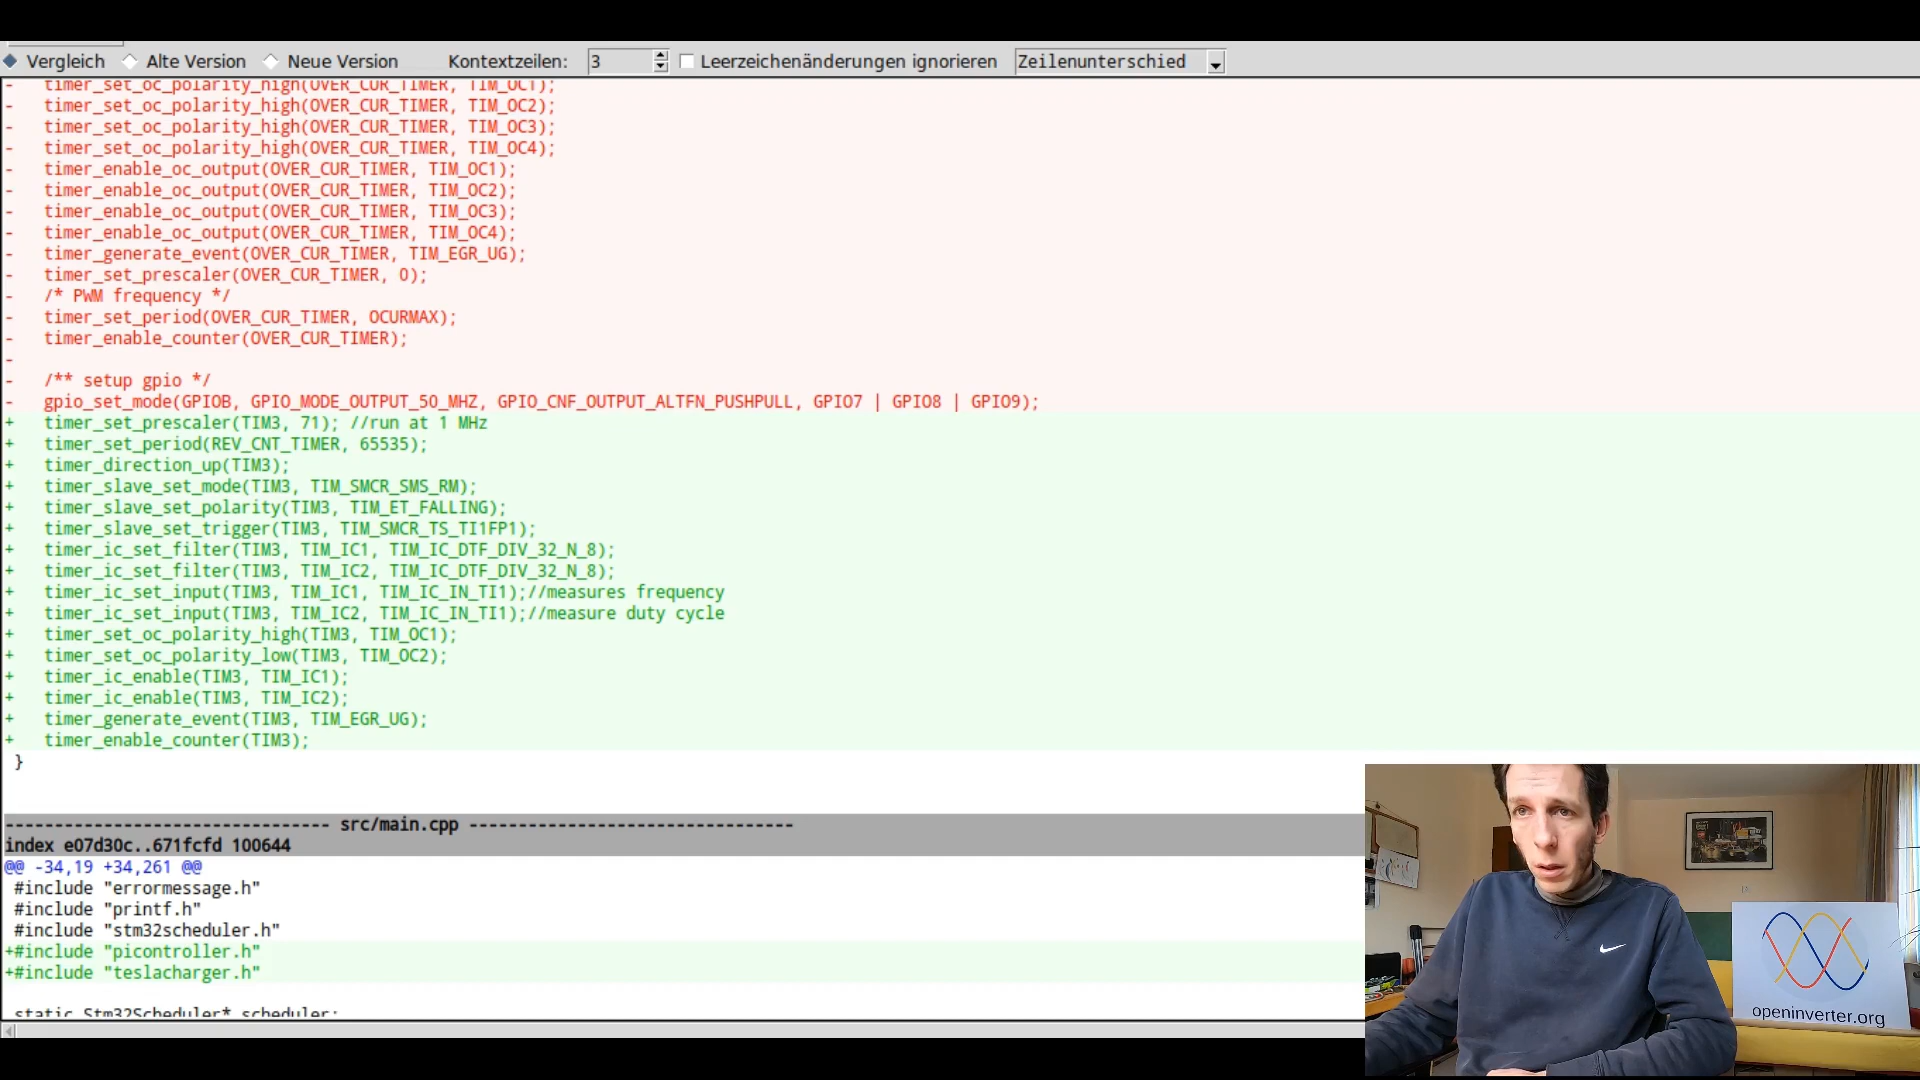 Vergleich Alte Version Neue Version Kontextzeilen: 3 Leerzeichenänderungen ignorieren Zeilenunterschied
-   timer_set_oc_polarity_high(OVER_CUR_TIMER, TIM_OC1);
-   timer_set_oc_polarity_high(OVER_CUR_TIMER, TIM_OC2);
-   timer_set_oc_polarity_high(OVER_CUR_TIMER, TIM_OC3);
-   timer_set_oc_polarity_high(OVER_CUR_TIMER, TIM_OC4);
-   timer_enable_oc_output(OVER_CUR_TIMER, TIM_OC1);
-   timer_enable_oc_output(OVER_CUR_TIMER, TIM_OC2);
-   timer_enable_oc_output(OVER_CUR_TIMER, TIM_OC3);
-   timer_enable_oc_output(OVER_CUR_TIMER, TIM_OC4);
-   timer_generate_event(OVER_CUR_TIMER, TIM_EGR_UG);
-   timer_set_prescaler(OVER_CUR_TIMER, 0);
-   /* PWM frequency */
-   timer_set_period(OVER_CUR_TIMER, OCURMAX);
-   timer_enable_counter(OVER_CUR_TIMER);
-
-   /** setup gpio */
-   gpio_set_mode(GPIOB, GPIO_MODE_OUTPUT_50_MHZ, GPIO_CNF_OUTPUT_ALTFN_PUSHPULL, GPIO7 | GPIO8 | GPIO9);
+   timer_set_prescaler(TIM3, 71); //run at 1 MHz
+   timer_set_period(REV_CNT_TIMER, 65535);
+   timer_direction_up(TIM3);
+   timer_slave_set_mode(TIM3, TIM_SMCR_SMS_RM);
+   timer_slave_set_polarity(TIM3, TIM_ET_FALLING);
+   timer_slave_set_trigger(TIM3, TIM_SMCR_TS_TI1FP1);
+   timer_ic_set_filter(TIM3, TIM_IC1, TIM_IC_DTF_DIV_32_N_8);
+   timer_ic_set_filter(TIM3, TIM_IC2, TIM_IC_DTF_DIV_32_N_8);
+   timer_ic_set_input(TIM3, TIM_IC1, TIM_IC_IN_TI1);//measures frequency
+   timer_ic_set_input(TIM3, TIM_IC2, TIM_IC_IN_TI1);//measure duty cycle
+   timer_set_oc_polarity_high(TIM3, TIM_OC1);
+   timer_set_oc_polarity_low(TIM3, TIM_OC2);
+   timer_ic_enable(TIM3, TIM_IC1);
+   timer_ic_enable(TIM3, TIM_IC2);
+   timer_generate_event(TIM3, TIM_EGR_UG);
+   timer_enable_counter(TIM3);
}
--------------------------------- src/main.cpp ---------------------------------
index e07d30c..671fcfd 100644
@@ -34,19 +34,261 @@
#include "errormessage.h"
#include "printf.h"
#include "stm32scheduler.h"
+#include "picontroller.h"
+#include "teslacharger.h"
static Stm32Scheduler* scheduler;
openinverter.org